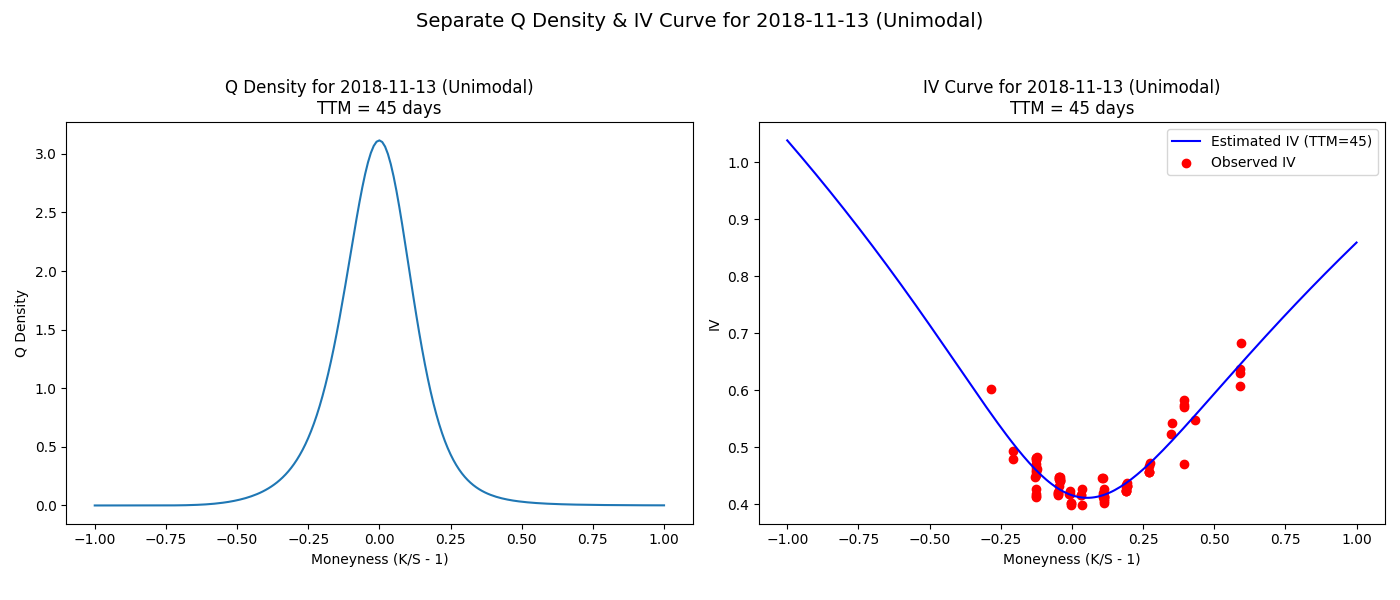 Separate Q Density & IV Curve for 2018-11-13 (Unimodal)
Q Density for 2018-11-13 (Unimodal)
TTM = 45 days
3.0
2.5
2.0
1.5
1.0
0.5
0.0
Q Density
−1.00 −0.75 −0.50 −0.25 0.00 0.25 0.50 0.75 1.00
Moneyness (K/S - 1)
IV Curve for 2018-11-13 (Unimodal)
TTM = 45 days
Estimated IV (TTM=45)
Observed IV
1.0
0.9
0.8
0.7
0.6
0.5
0.4
IV
−1.00 −0.75 −0.50 −0.25 0.00 0.25 0.50 0.75 1.00
Moneyness (K/S - 1)